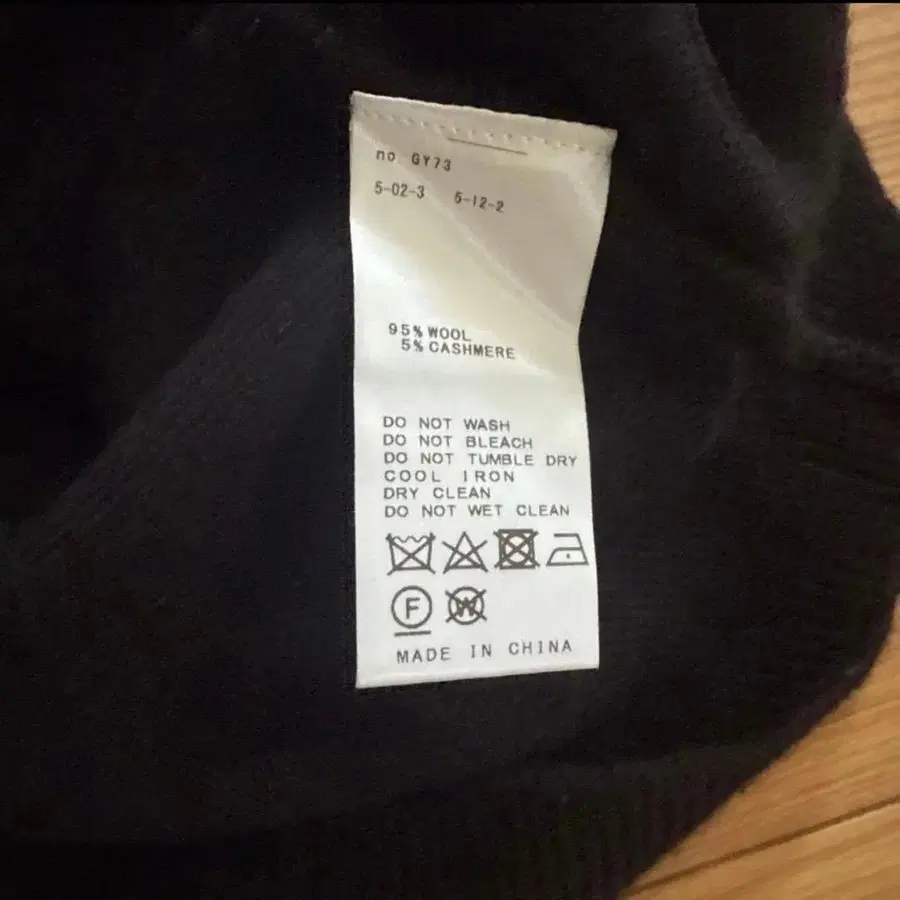 no. GY73
5-02-3 5-12-2
95% WOOL
5% CASHMERE
DO NOT WASH
DO NOT BLEACH
DO NOT TUMBLE DRY
COOL IRON
DRY CLEAN
DO NOT WET CLEAN
F W
MADE IN CHINA